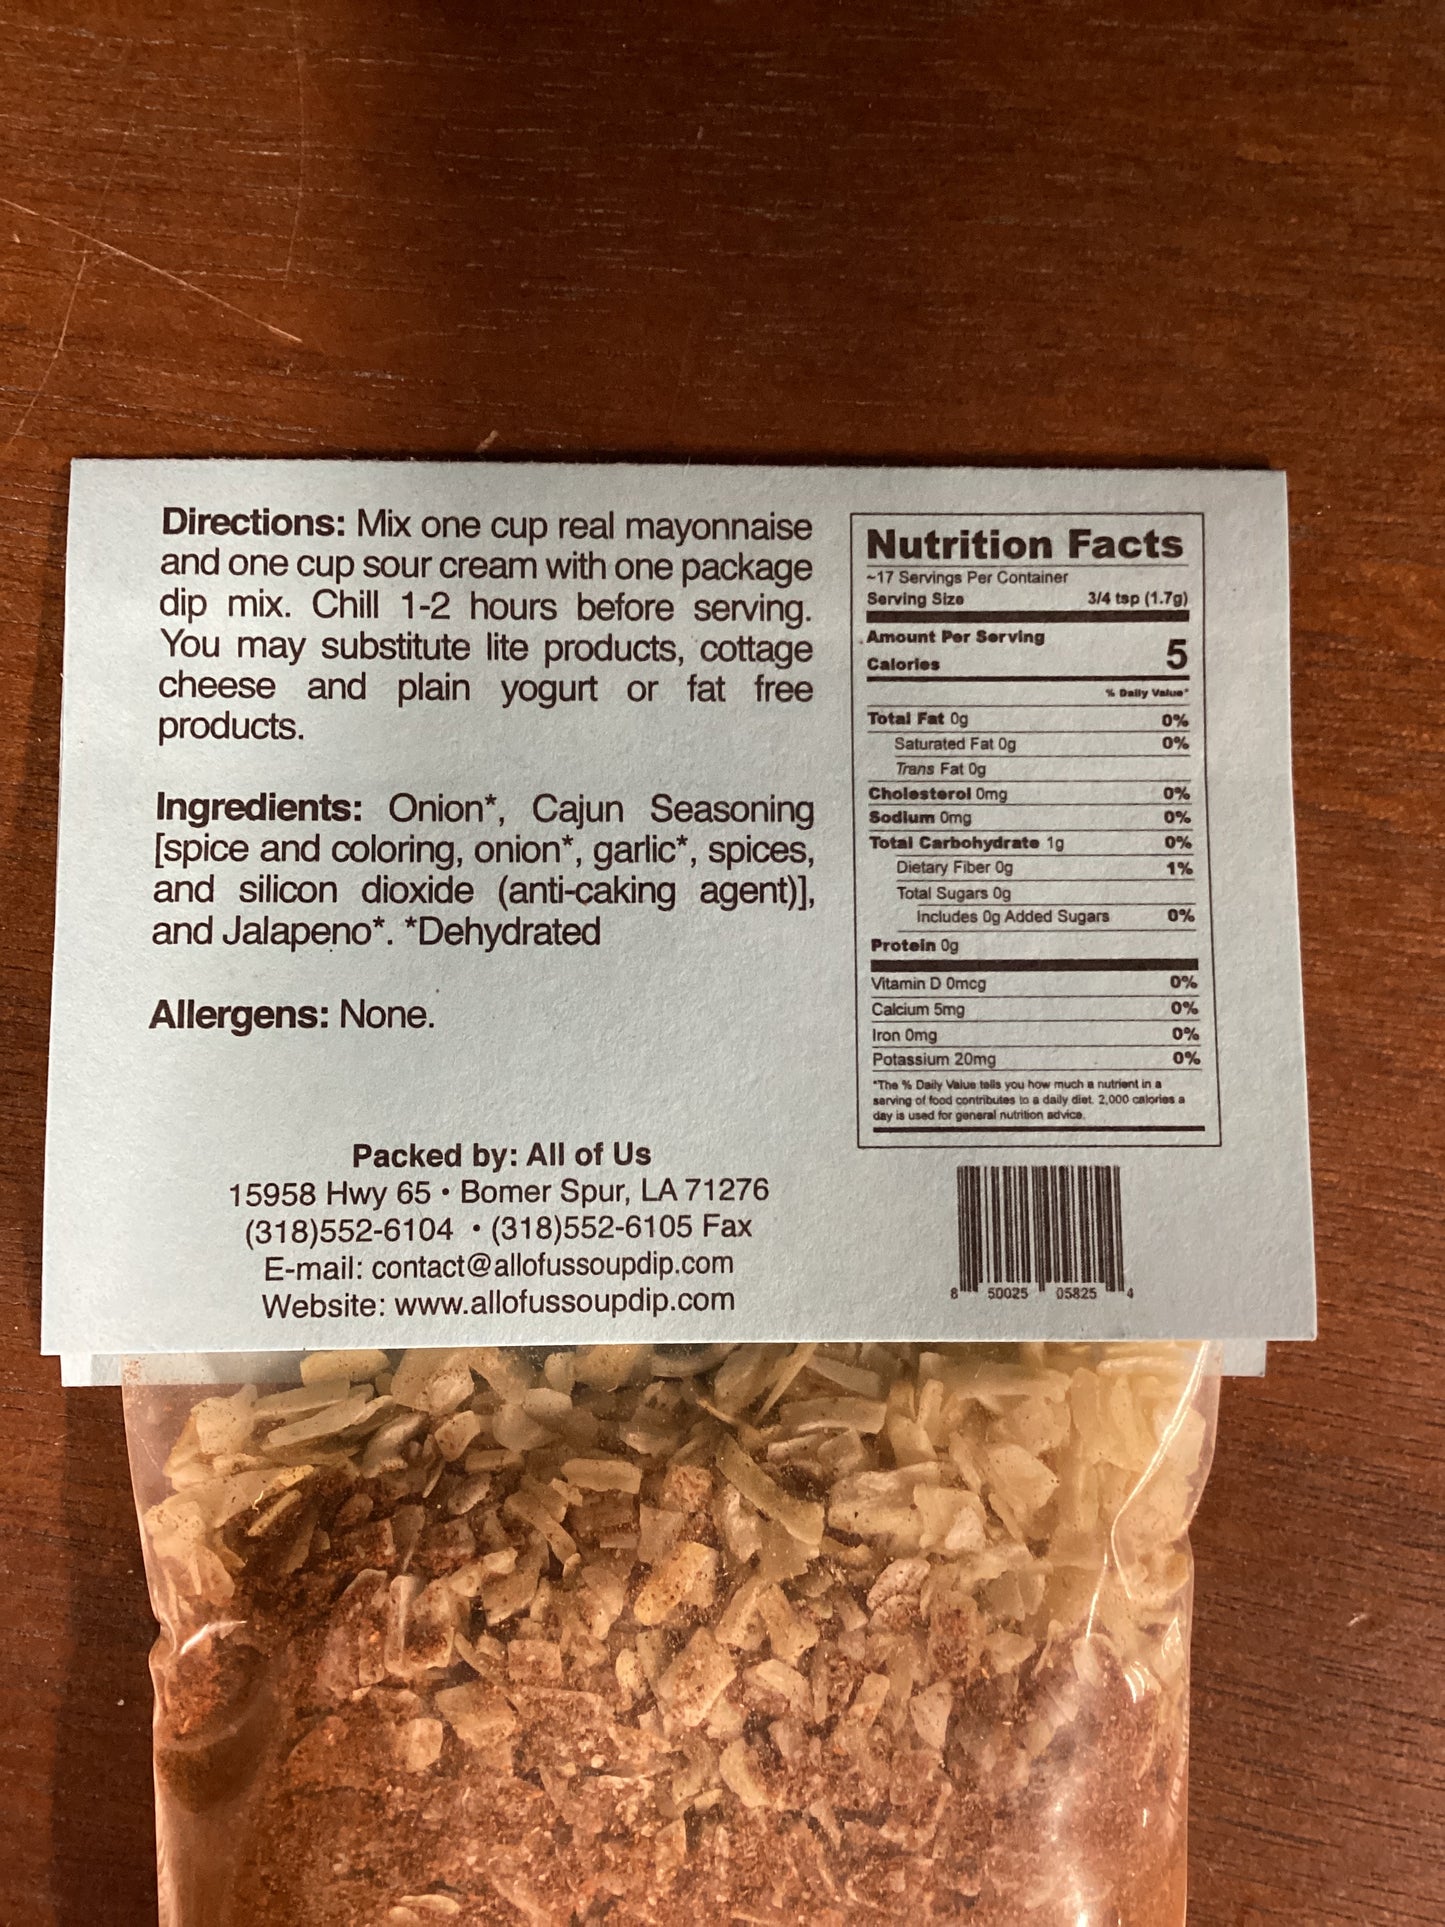 Directions: Mix one cup real mayonnaise
and one cup sour cream with one package
dip mix. Chill 1-2 hours before serving.
You may substitute lite products, cottage
cheese and plain yogurt or fat free
products.
Ingredients: Onion*, Cajun Seasoning
[spice and coloring, onion*, garlic*, spices,
and silicon dioxide (anti-caking agent)],
and Jalapeno*. *Dehydrated
Allergens: None.
Packed by: All of Us
15958 Hwy 65 • Bomer Spur, LA 71276
(318)552-6104 • (318)552-6105 Fax
E-mail: contact@allofussoupdip.com
Website: www.allofussoupdip.com
Nutrition Facts
~17 Servings Per Container
Serving Size 3/4 tsp (1.7g)
Amount Per Serving
Calories 5
% Daily Value*
Total Fat 0g 0%
Saturated Fat 0g 0%
Trans Fat 0g
Cholesterol 0mg 0%
Sodium 0mg 0%
Total Carbohydrate 1g 0%
Dietary Fiber 0g 1%
Total Sugars 0g
Includes 0g Added Sugars 0%
Protein 0g
Vitamin D 0mcg 0%
Calcium 5mg 0%
Iron 0mg 0%
Potassium 20mg 0%
*The % Daily Value tells you how much a nutrient in a
serving of food contributes to a daily diet. 2,000 calories a
day is used for general nutrition advice.
8 50025 05825 4